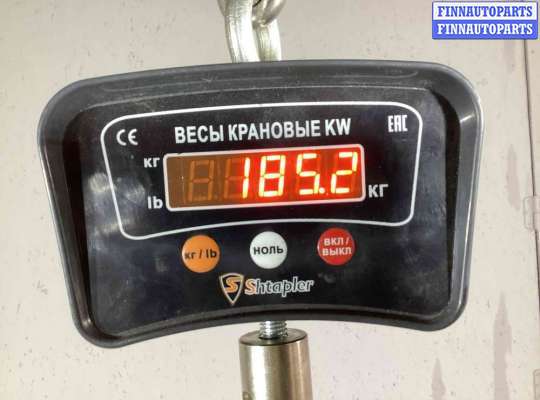 FINNAUTOPARTS
FINNAUTOPARTS
CE ВЕСЫ КРАНОВЫЕ KW EAC
кг
lb
185.2
кг
кг / lb
НОЛЬ
ВКЛ /
ВЫКЛ
S Shtapler